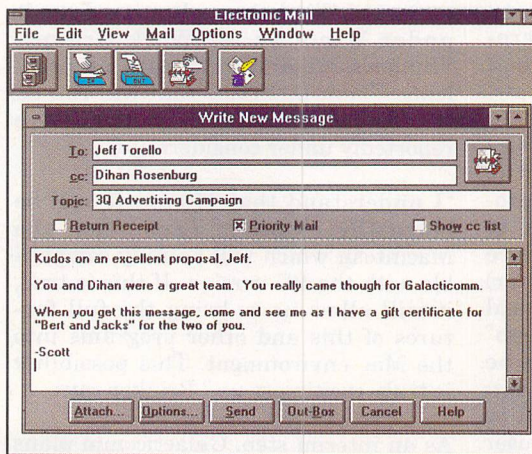 Electronic Mail
File Edit View Mail Options Window Help
IN OUT
Write New Message
To: Jeff Torello
cc: Dihan Rosenburg
Topic: 3Q Advertising Campaign
Return Receipt Priority Mail Show cc list
Kudos on an excellent proposal, Jeff.
You and Dihan were a great team. You really came though for Galacticomm.
When you get this message, come and see me as I have a gift certificate for
"Bert and Jacks" for the two of you.
-Scott
Attach... Options... Send Out-Box Cancel Help